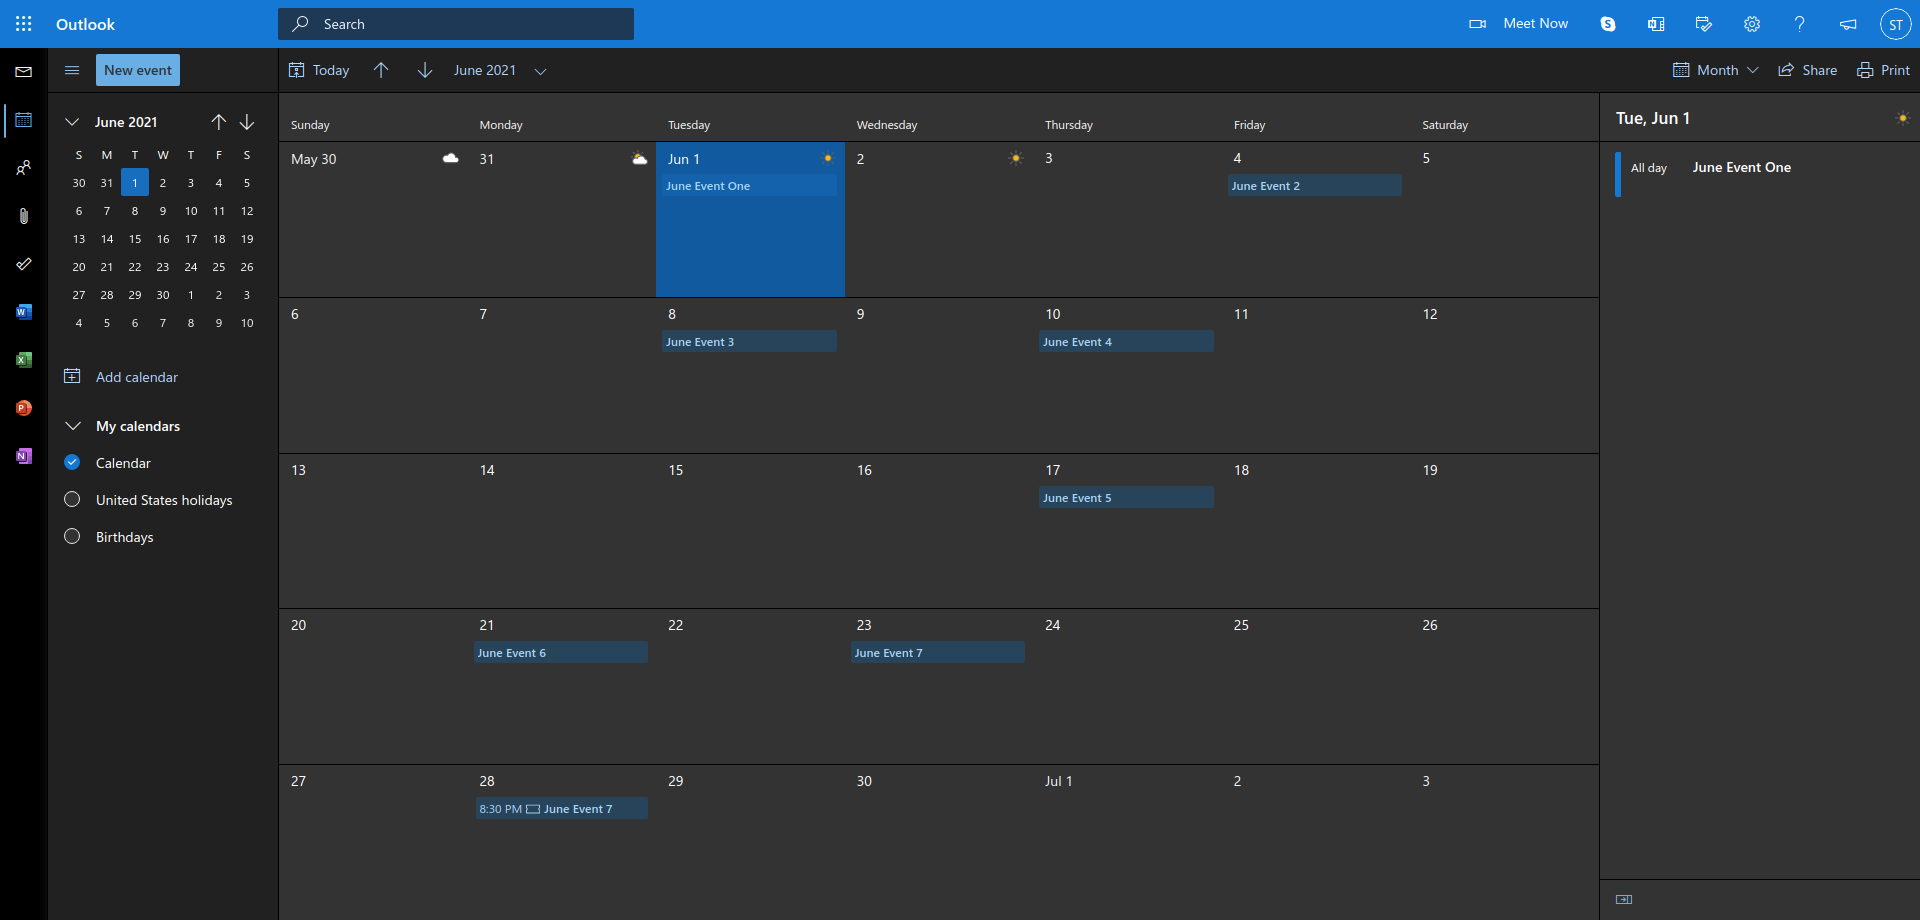 Outlook
Search
Meet Now
ST
New event
Today
June 2021
Month
Share
Print
June 2021
S M T W T F S
30 31 1 2 3 4 5
6 7 8 9 10 11 12
13 14 15 16 17 18 19
20 21 22 23 24 25 26
27 28 29 30 1 2 3
4 5 6 7 8 9 10
Add calendar
My calendars
Calendar
United States holidays
Birthdays
W
X
P
N
Sunday Monday Tuesday Wednesday Thursday Friday Saturday
May 30 31 Jun 1 2 3 4 5
June Event One June Event 2
6 7 8 9 10 11 12
June Event 3 June Event 4
13 14 15 16 17 18 19
June Event 5
20 21 22 23 24 25 26
June Event 6 June Event 7
27 28 29 30 Jul 1 2 3
8:30 PM June Event 7
Tue, Jun 1
All day June Event One